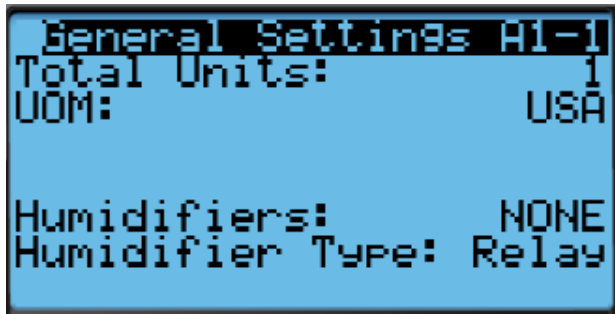 General Settings A1-1
Total Units: 1
UOM: USA
Humidifiers: NONE
Humidifier Type: Relay